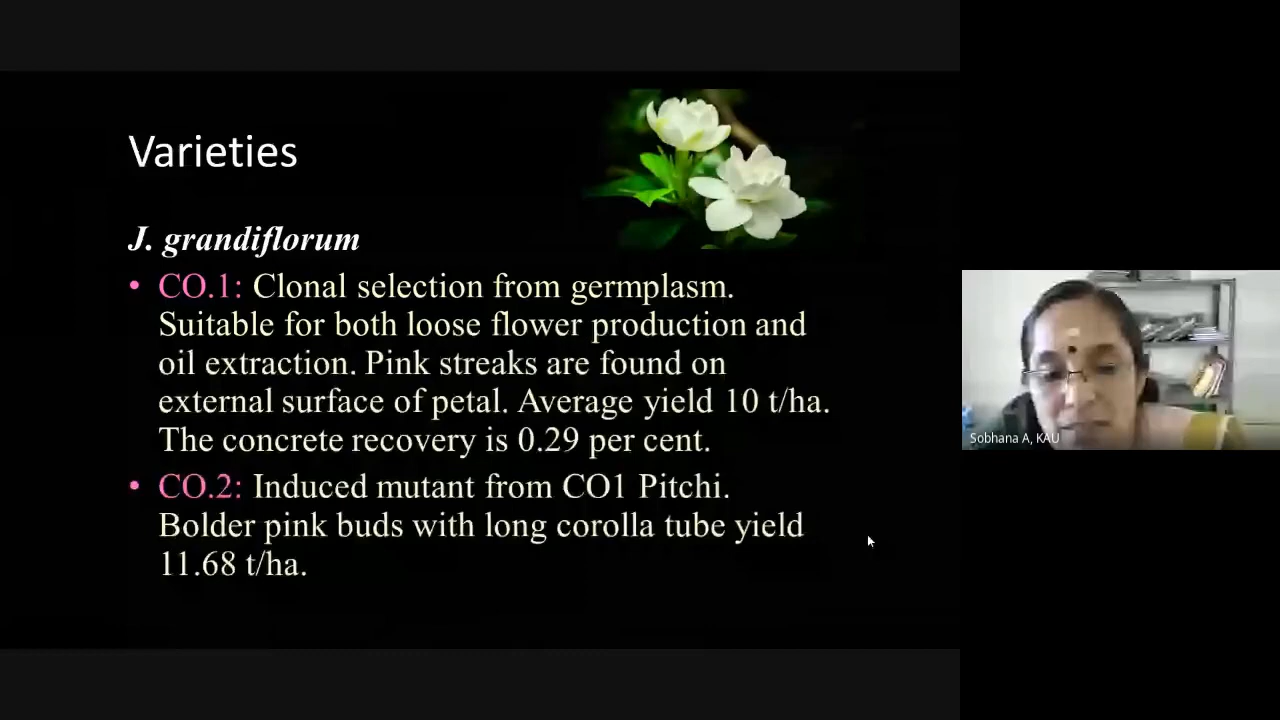 Varieties
J. grandiflorum
• CO.1: Clonal selection from germplasm.
Suitable for both loose flower production and
oil extraction. Pink streaks are found on
external surface of petal. Average yield 10 t/ha.
The concrete recovery is 0.29 per cent.
• CO.2: Induced mutant from CO1 Pitchi.
Bolder pink buds with long corolla tube yield
11.68 t/ha.
Sobhana A, KAU